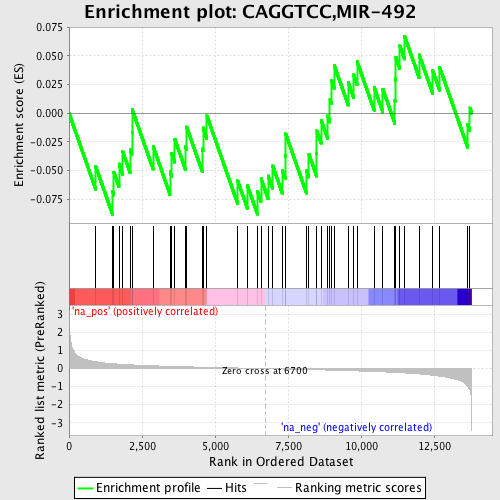 Enrichment plot: CAGGTCC,MIR-492
Enrichment score (ES)
0.075
0.050
0.025
0.000
-0.025
-0.050
-0.075
'na_pos' (positively correlated)
Ranked list metric (PreRanked)
3
2
1
0
-1
-2
-3
Zero cross at 6700
'na_neg' (negatively correlated)
0
2,500
5,000
7,500
10,000
12,500
Rank in Ordered Dataset
Enrichment profile
Hits
Ranking metric scores